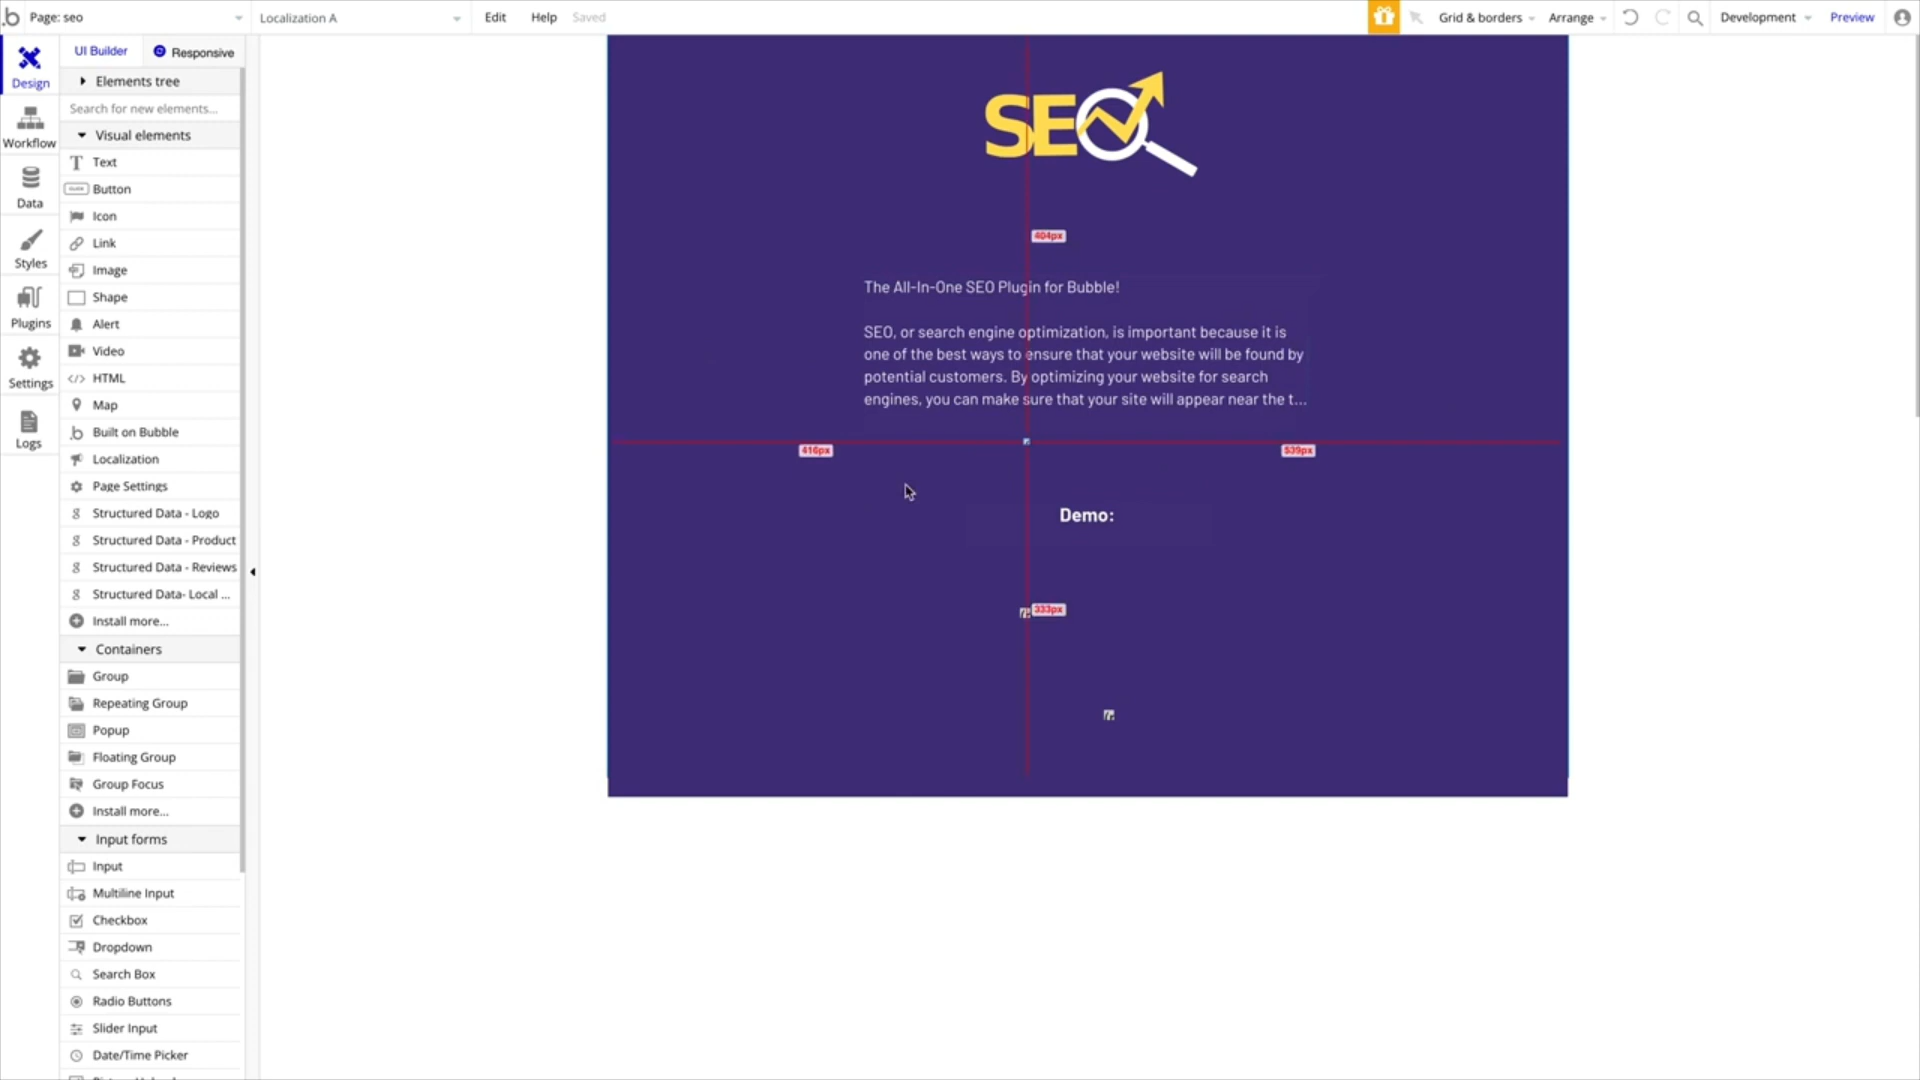 Page: seo
Localization A
Edit
Help
Saved
Grid & borders
Arrange
Development
Preview
Design
Workflow
Data
Styles
Plugins
Settings
Logs
UI Builder
Responsive
Elements tree
Search for new elements...
Visual elements
Text
Button
Icon
Link
Image
Shape
Alert
Video
HTML
Map
Built on Bubble
Localization
Page Settings
Structured Data - Logo
Structured Data - Product
Structured Data - Reviews
Structured Data- Local ...
Install more...
Containers
Group
Repeating Group
Popup
Floating Group
Group Focus
Install more...
Input forms
Input
Multiline Input
Checkbox
Dropdown
Search Box
Radio Buttons
Slider Input
Date/Time Picker
SEO
404px
The All-In-One SEO Plugin for Bubble!
SEO, or search engine optimization, is important because it is
one of the best ways to ensure that your website will be found by
potential customers. By optimizing your website for search
engines, you can make sure that your site will appear near the t...
416px
539px
Demo:
333px